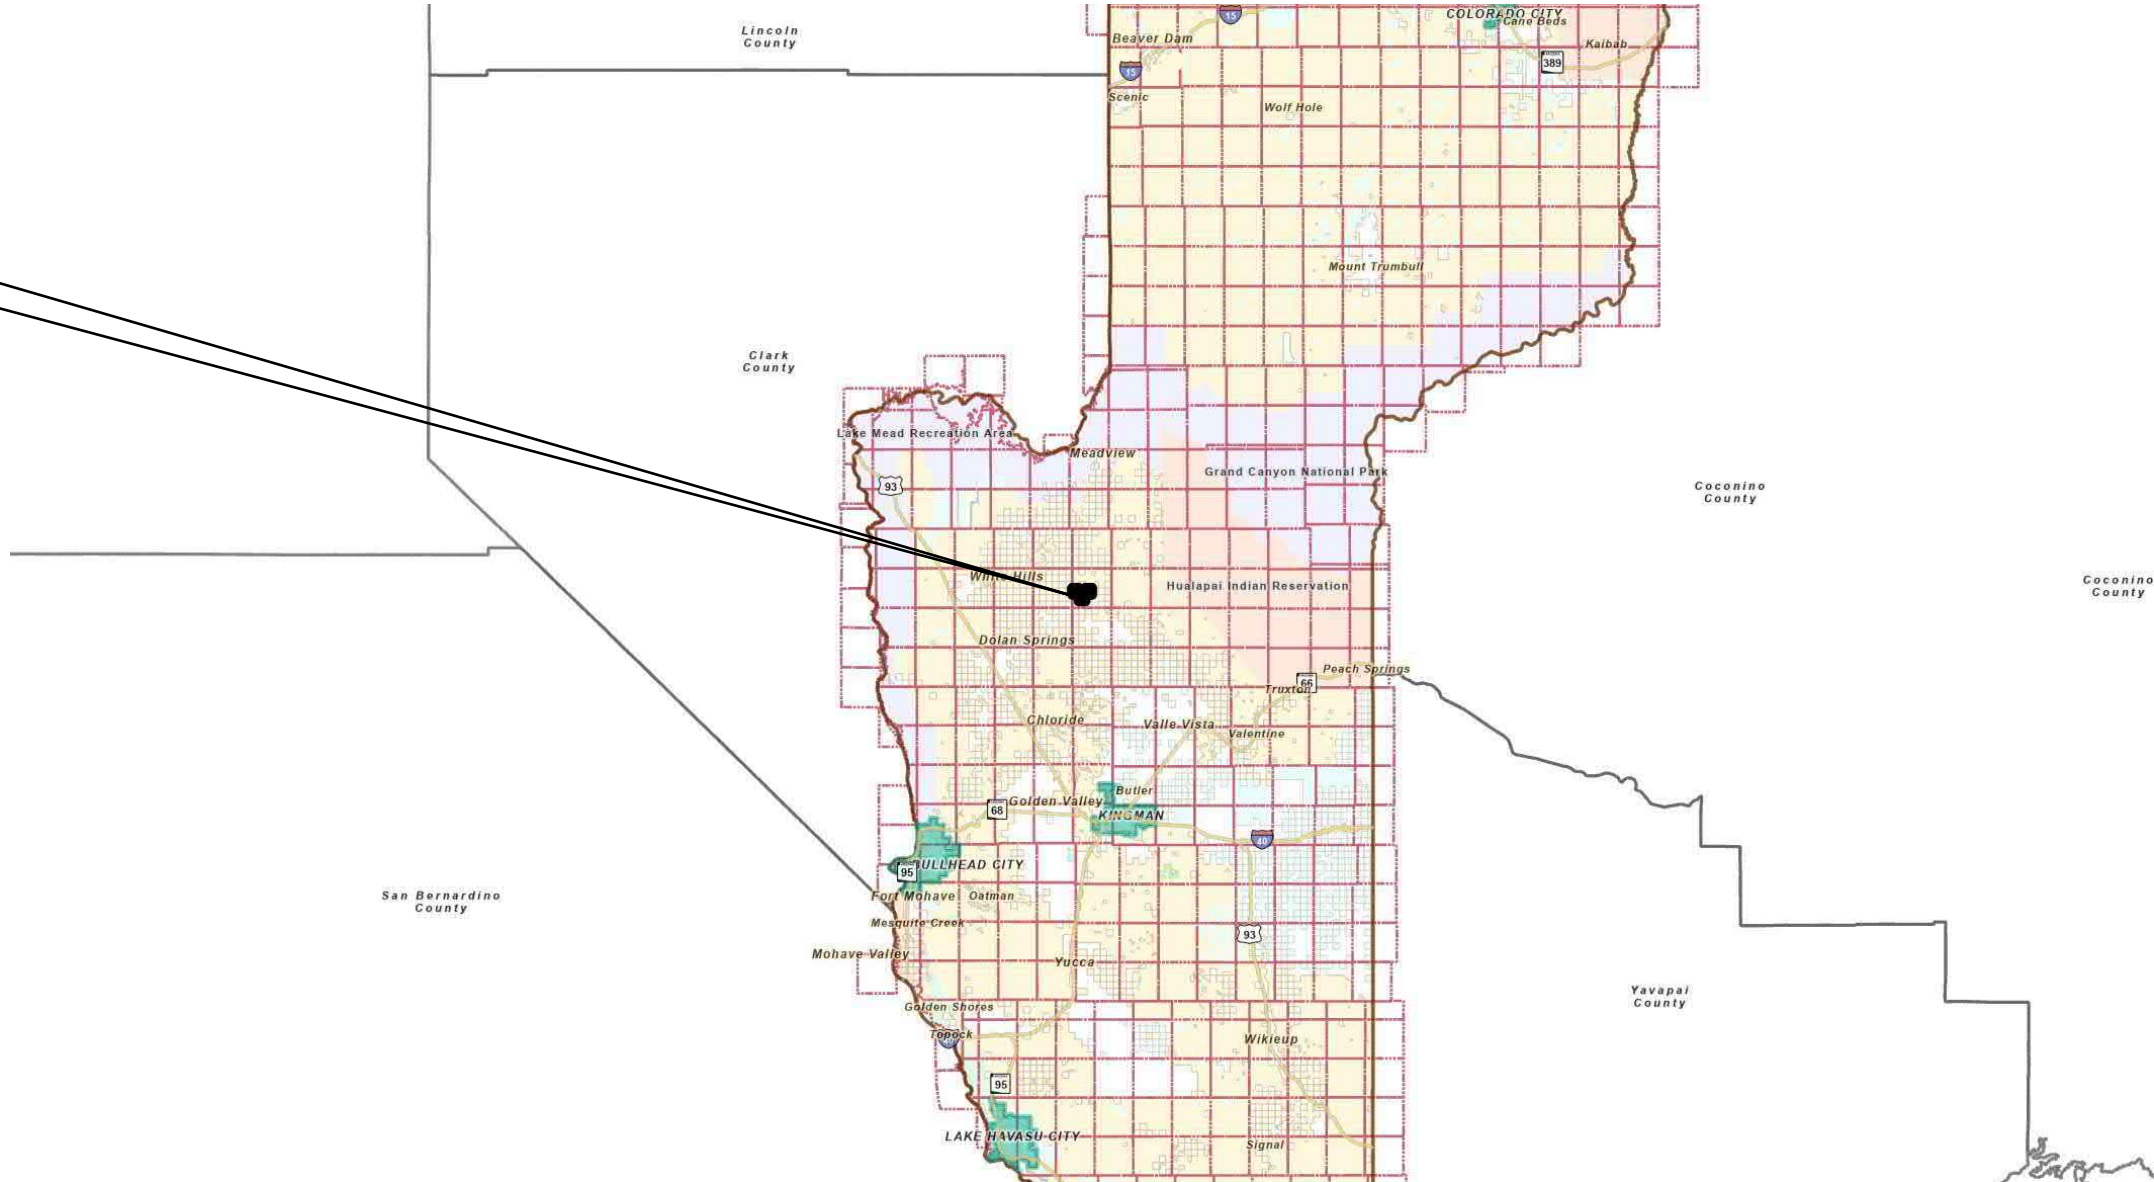 15
COLORADO CITY
Cane Beds
Lincoln
County
Beaver Dam
Kaibab
389
15
Scenic
Wolf Hole
Mount Trumbull
Clark
County
Lake Mead Recreation Area
Meadview
Grand Canyon National Park
93
Coconino
County
White Hills
Hualapai Indian Reservation
Coconino
County
Dolan Springs
Peach Springs
66
Truxton
Chloride
Valle Vista
Valentine
Butler
Golden Valley
68
KINGMAN
40
BULLHEAD CITY
95
San Bernardino
County
Fort Mohave
Oatman
Mesquite Creek
93
Mohave Valley
Yucca
Yavapai
County
Golden Shores
Topock
Wikieup
95
LAKE HAVASU CITY
Signal